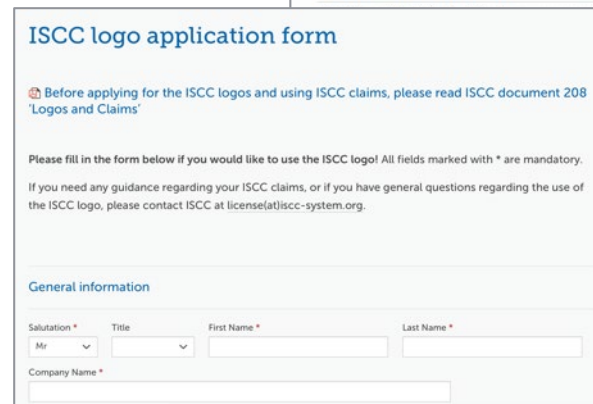 ISCC logo application form
Before applying for the ISCC logos and using ISCC claims, please read ISCC document 208
'Logos and Claims'
Please fill in the form below if you would like to use the ISCC logo! All fields marked with * are mandatory.
If you need any guidance regarding your ISCC claims, or if you have general questions regarding the use of
the ISCC logo, please contact ISCC at license(at)iscc-system.org.
General information
Salutation * Title First Name * Last Name *
Mr
Company Name *